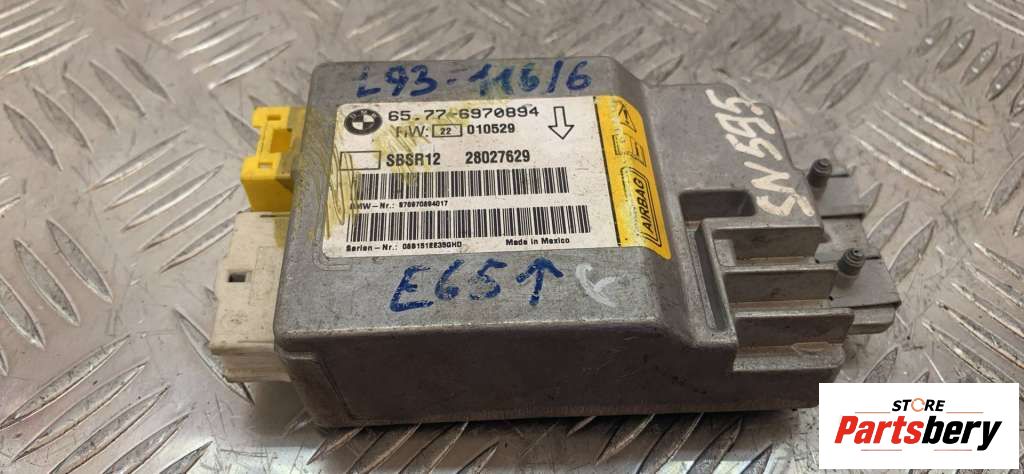 L93-116/6
65.77-6970894
HW: 22 010529
SBSR12 28027629
BMW-Nr.: 676970894017
Serien-Nr.: Made in Mexico
AIRBAG
E65↑
SN595
STORE
Partsbery